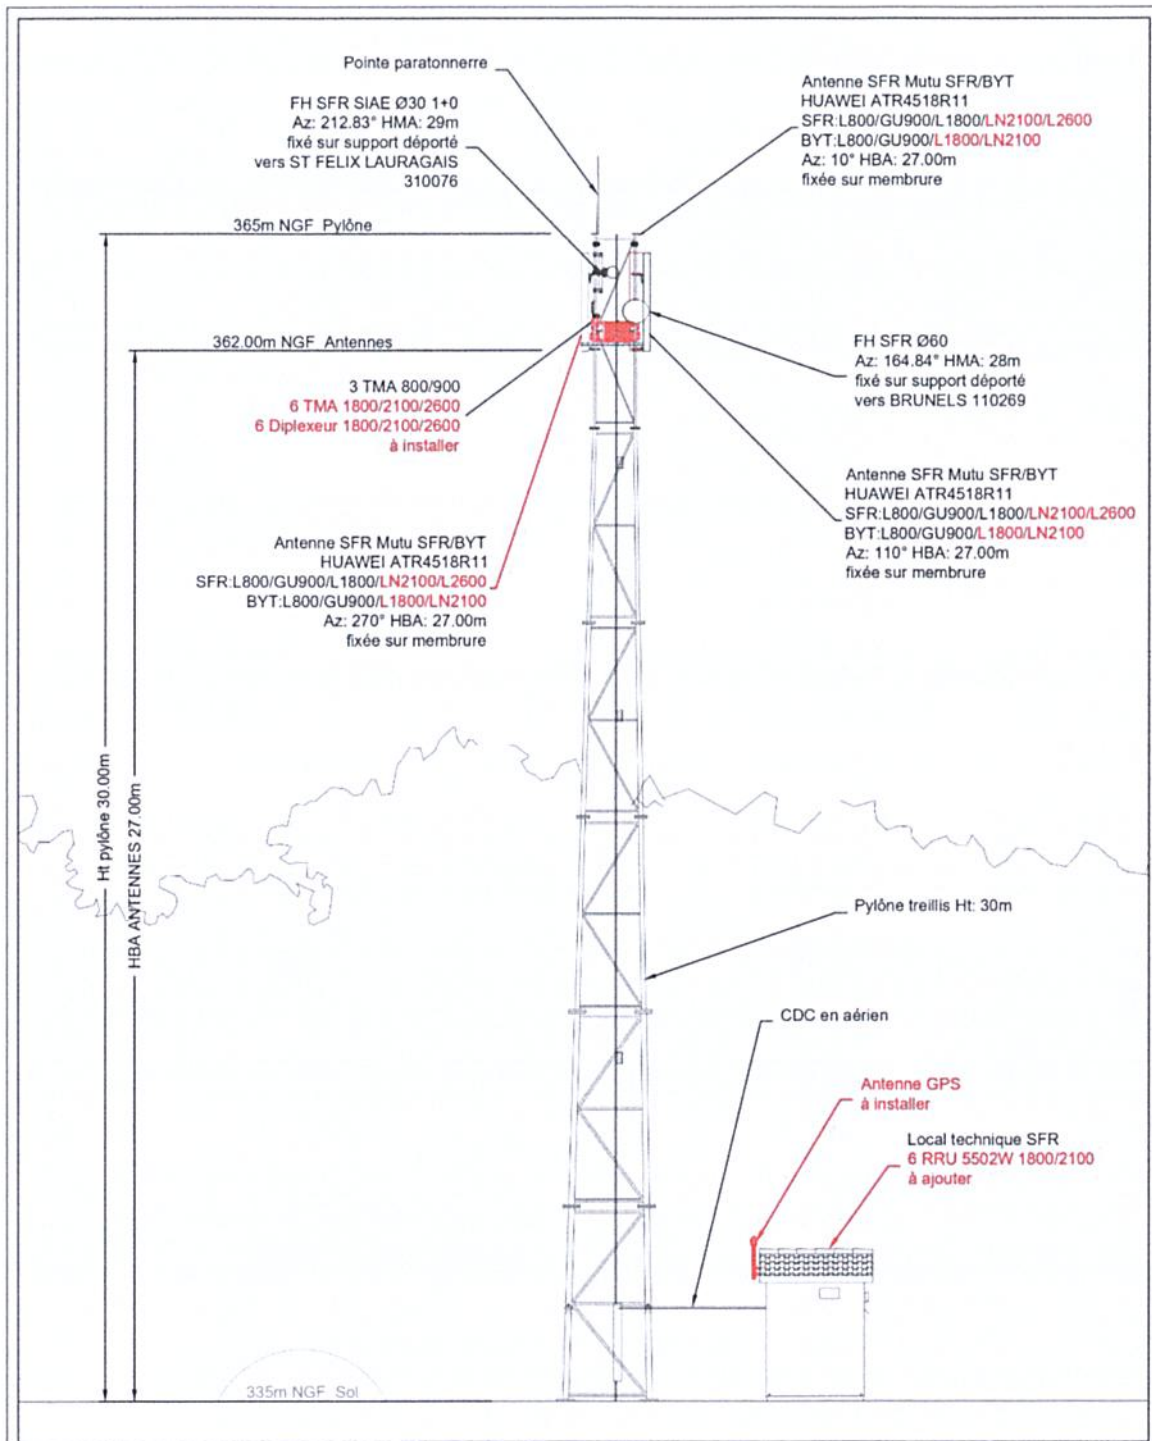 Pointe paratonnerre
FH SFR SIAE Ø30 1+0
Az: 212.83° HMA: 29m
fixé sur support déporté
vers ST FELIX LAURAGAIS
310076
Antenne SFR Mutu SFR/BYT
HUAWEI ATR4518R11
SFR:L800/GU900/L1800/LN2100/L2600
BYT:L800/GU900/L1800/LN2100
Az: 10° HBA: 27.00m
fixée sur membrure
365m NGF Pylône
362.00m NGF Antennes
FH SFR Ø60
Az: 164.84° HMA: 28m
fixé sur support déporté
vers BRUNELS 110269
3 TMA 800/900
6 TMA 1800/2100/2600
6 Diplexeur 1800/2100/2600
à installer
Antenne SFR Mutu SFR/BYT
HUAWEI ATR4518R11
SFR:L800/GU900/L1800/LN2100/L2600
BYT:L800/GU900/L1800/LN2100
Az: 110° HBA: 27.00m
fixée sur membrure
Antenne SFR Mutu SFR/BYT
HUAWEI ATR4518R11
SFR:L800/GU900/L1800/LN2100/L2600
BYT:L800/GU900/L1800/LN2100
Az: 270° HBA: 27.00m
fixée sur membrure
Ht pylône 30.00m
HBA ANTENNES 27.00m
Pylône treillis Ht: 30m
CDC en aérien
Antenne GPS
à installer
Local technique SFR
6 RRU 5502W 1800/2100
à ajouter
335m NGF Sol